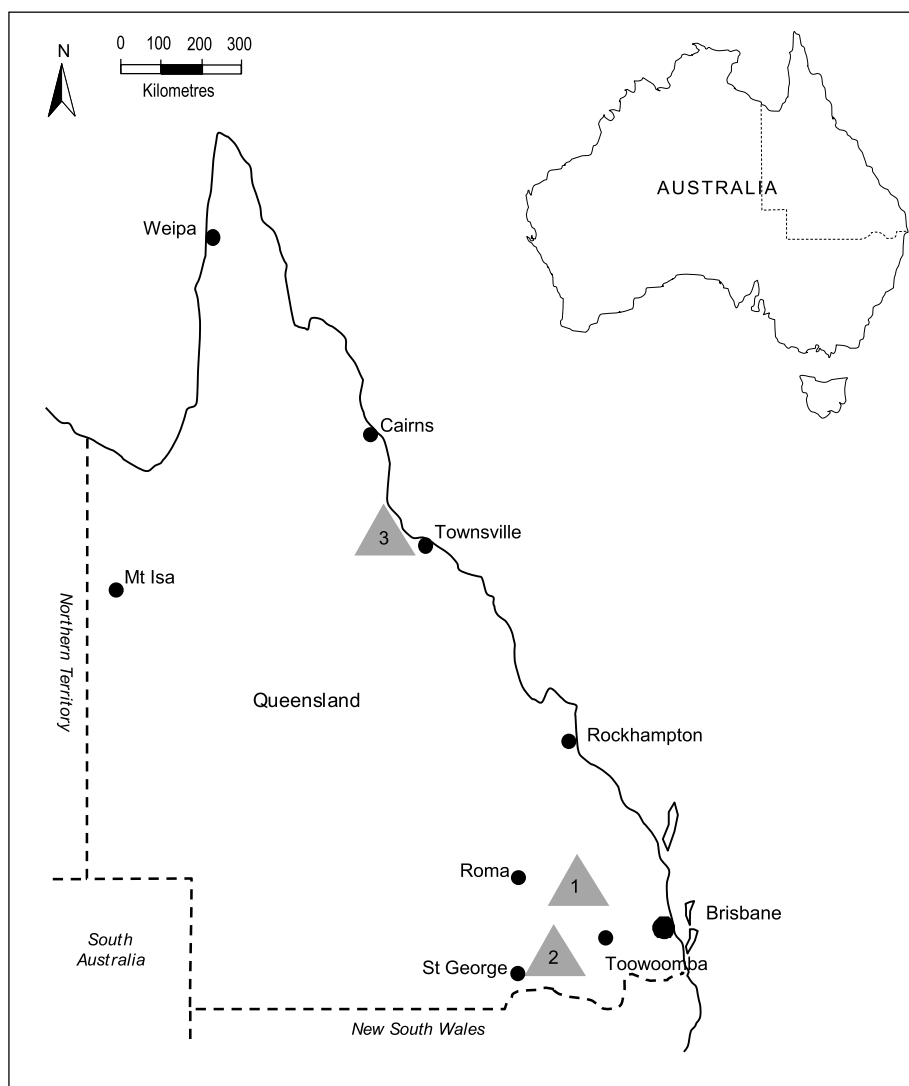 N
0 100 200 300
Kilometres
AUSTRALIA
Weipa
Cairns
3
Townsville
Mt Isa
Northern Territory
Queensland
Rockhampton
Roma
1
Brisbane
South
Australia
2
St George
Toowoomba
New South Wales